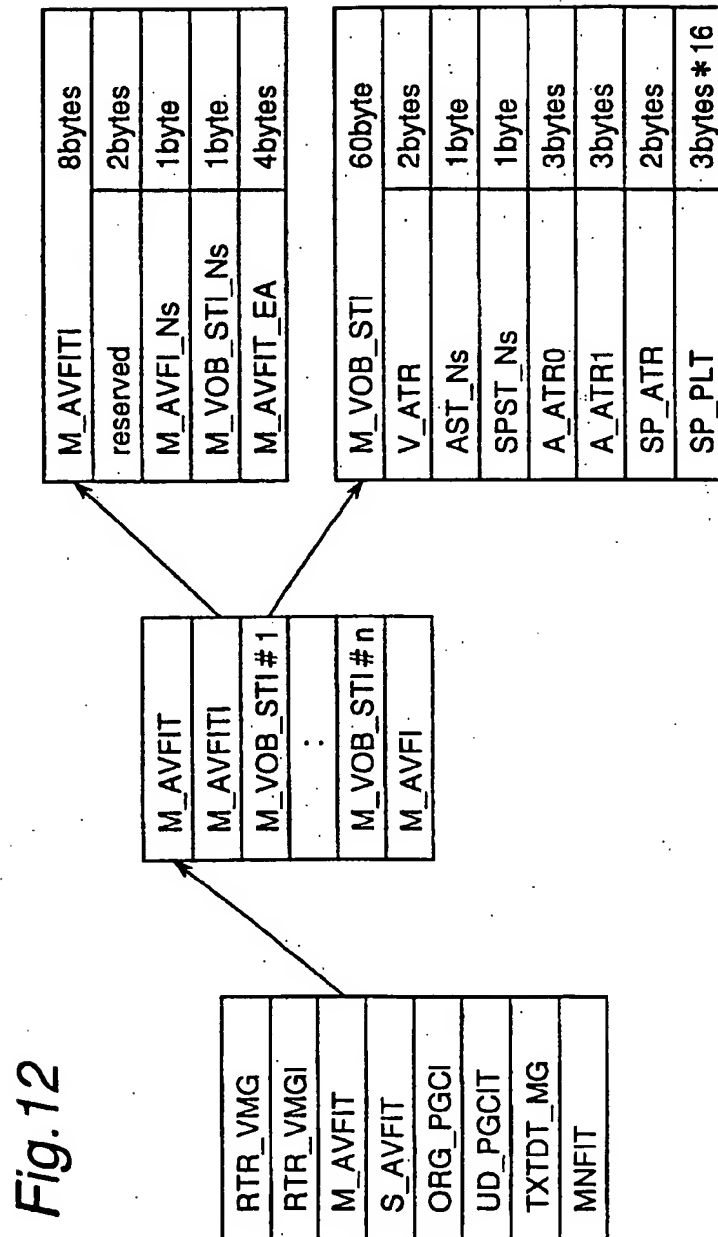 Fig.12
RTR_VMG
RTR_VMGI
M_AVFIT
S_AVFIT
ORG_PGCI
UD_PGCIT
TXTDT_MG
MNFIT
M_AVFIT
M_AVFITI
M_VOB_STI#1
:
M_VOB_STI#n
M_AVFI
M_AVFITI 8bytes
reserved 2bytes
M_AVFI_Ns 1byte
M_VOB_STI_Ns 1byte
M_AVFIT_EA 4bytes
M_VOB_STI 60byte
V_ATR 2bytes
AST_Ns 1byte
SPST_Ns 1byte
A_ATR0 3bytes
A_ATR1 3bytes
SP_ATR 2bytes
SP_PLT 3bytes*16